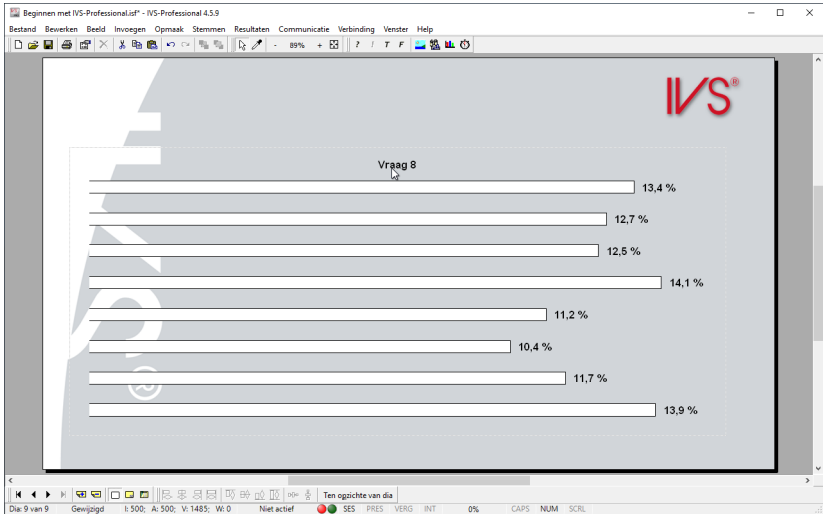 Beginnen met IVS-Professional.isf* - IVS-Professional 4.5.9
Bestand Bewerken Beeld Invoegen Opmaak Stemmen Resultaten Communicatie Verbinding Venster Help
- 89% + ? ! T F
IVS®
Vraag 8
13,4 %
12,7 %
12,5 %
14,1 %
11,2 %
10,4 %
11,7 %
13,9 %
Ten opzichte van dia
Dia: 9 van 9 Gewijzigd I: 500; A: 500; V: 1485; W: 0 Niet actief SES PRES VERG INT 0% CAPS NUM SCRL